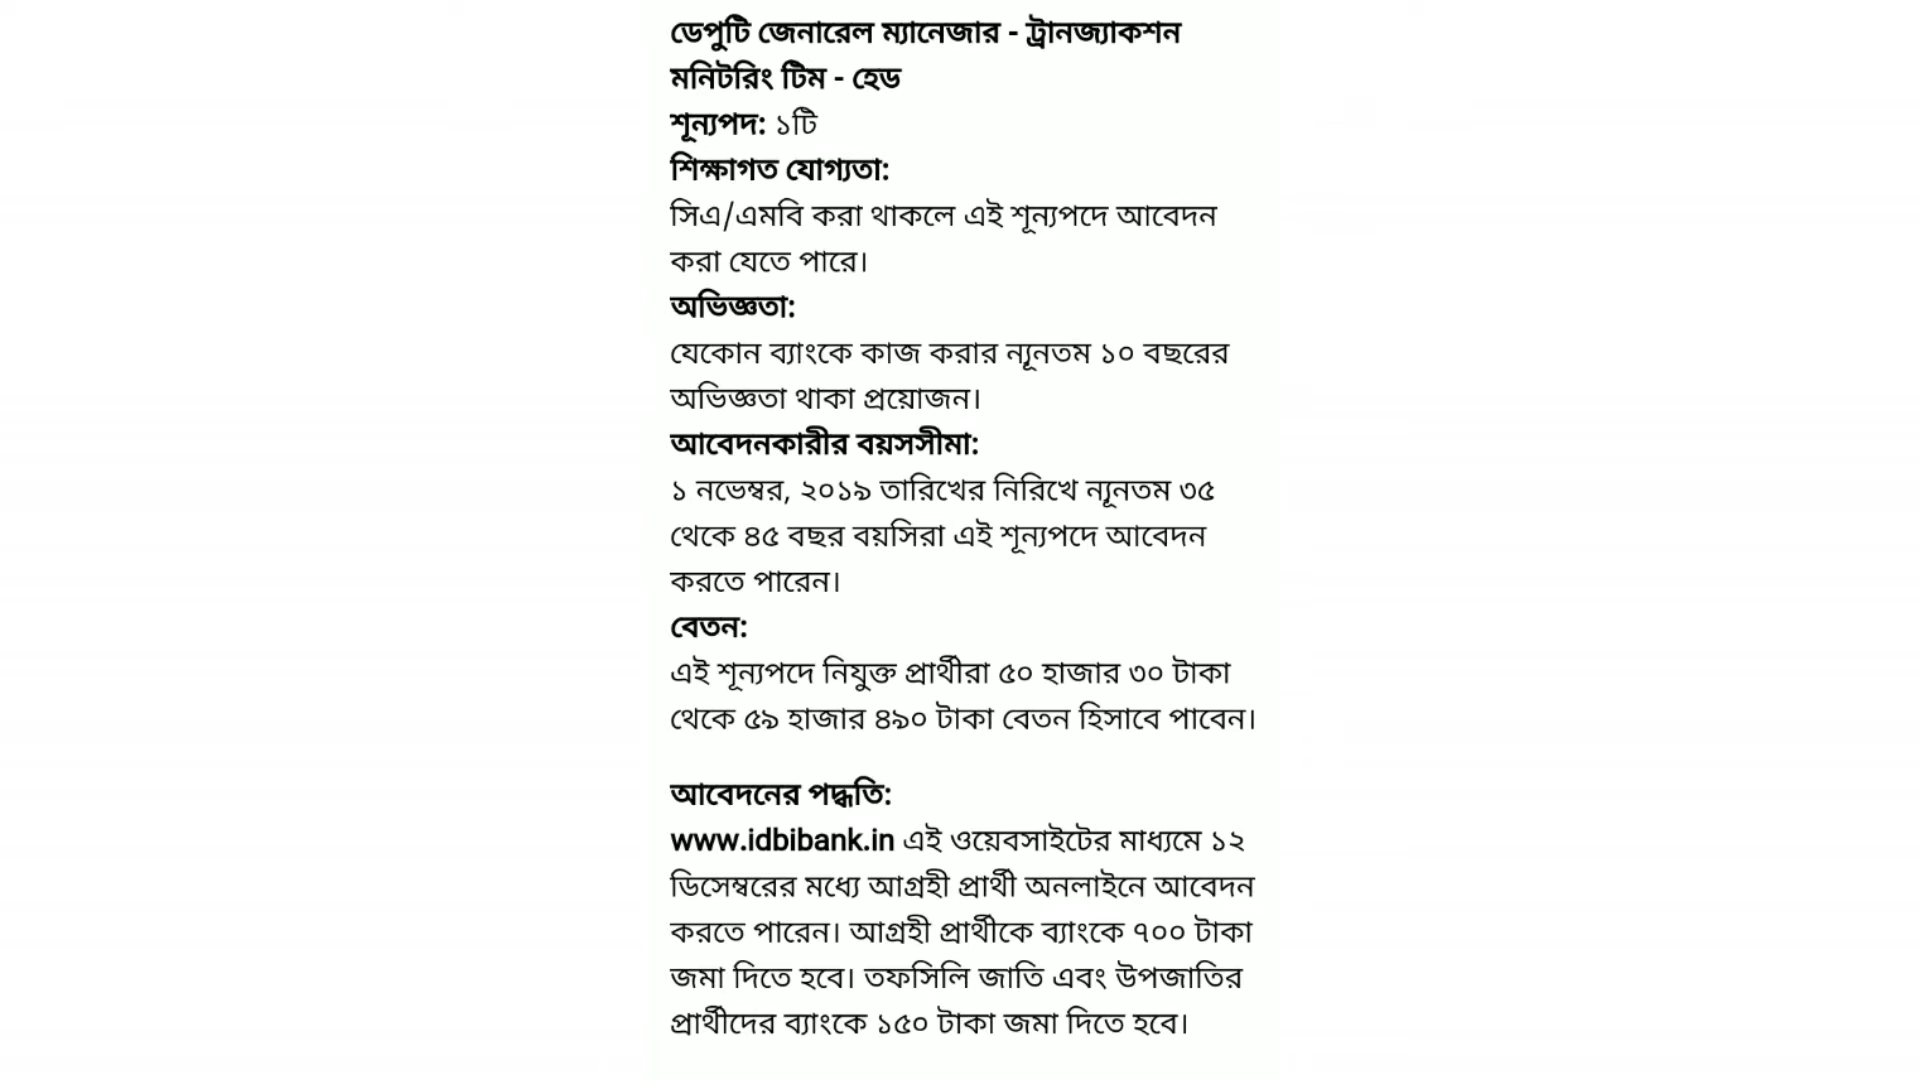 ডেপুটি জেনারেল ম্যানেজার - ট্রানজ্যাকশন
মনিটরিং টিম - হেড
শূন্যপদ: ১টি
শিক্ষাগত যোগ্যতা:
সিএ/এমবি করা থাকলে এই শূন্যপদে আবেদন
করা যেতে পারে।
অভিজ্ঞতা:
যেকোন ব্যাংকে কাজ করার ন্যূনতম ১০ বছরের
অভিজ্ঞতা থাকা প্রয়োজন।
আবেদনকারীর বয়সসীমা:
১ নভেম্বর, ২০১৯ তারিখের নিরিখে ন্যূনতম ৩৫
থেকে ৪৫ বছর বয়সিরা এই শূন্যপদে আবেদন
করতে পারেন।
বেতন:
এই শূন্যপদে নিযুক্ত প্রার্থীরা ৫০ হাজার ৩০ টাকা
থেকে ৫৯ হাজার ৪৯০ টাকা বেতন হিসাবে পাবেন।
আবেদনের পদ্ধতি:
www.idbibank.in এই ওয়েবসাইটের মাধ্যমে ১২
ডিসেম্বরের মধ্যে আগ্রহী প্রার্থী অনলাইনে আবেদন
করতে পারেন। আগ্রহী প্রার্থীকে ব্যাংকে ৭০০ টাকা
জমা দিতে হবে। তফসিলি জাতি এবং উপজাতির
প্রার্থীদের ব্যাংকে ১৫০ টাকা জমা দিতে হবে।